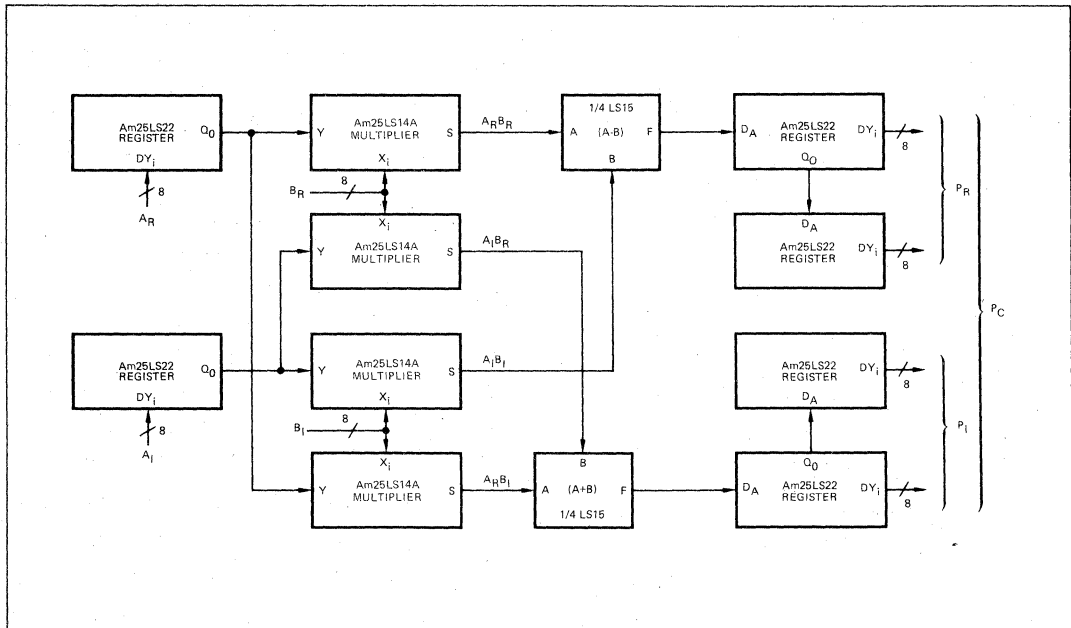 Am25LS22
REGISTER
Q0
DYi
8
AR
Am25LS14A
MULTIPLIER
Y
S
Xi
ARBR
8
BR
Xi
Am25LS14A
MULTIPLIER
Y
S
AIBR
1/4 LS15
(A-B)
A
F
B
DA
Am25LS22
REGISTER
DYi
Q0
8
DA
Am25LS22
REGISTER
DYi
8
PR
PC
Am25LS22
REGISTER
Q0
DYi
8
AI
Am25LS14A
MULTIPLIER
Y
S
Xi
AIBI
8
BI
Xi
Am25LS14A
MULTIPLIER
Y
S
ARBI
B
A
(A+B)
F
1/4 LS15
Am25LS22
REGISTER
DYi
DA
8
Q0
DA
Am25LS22
REGISTER
DYi
8
PI